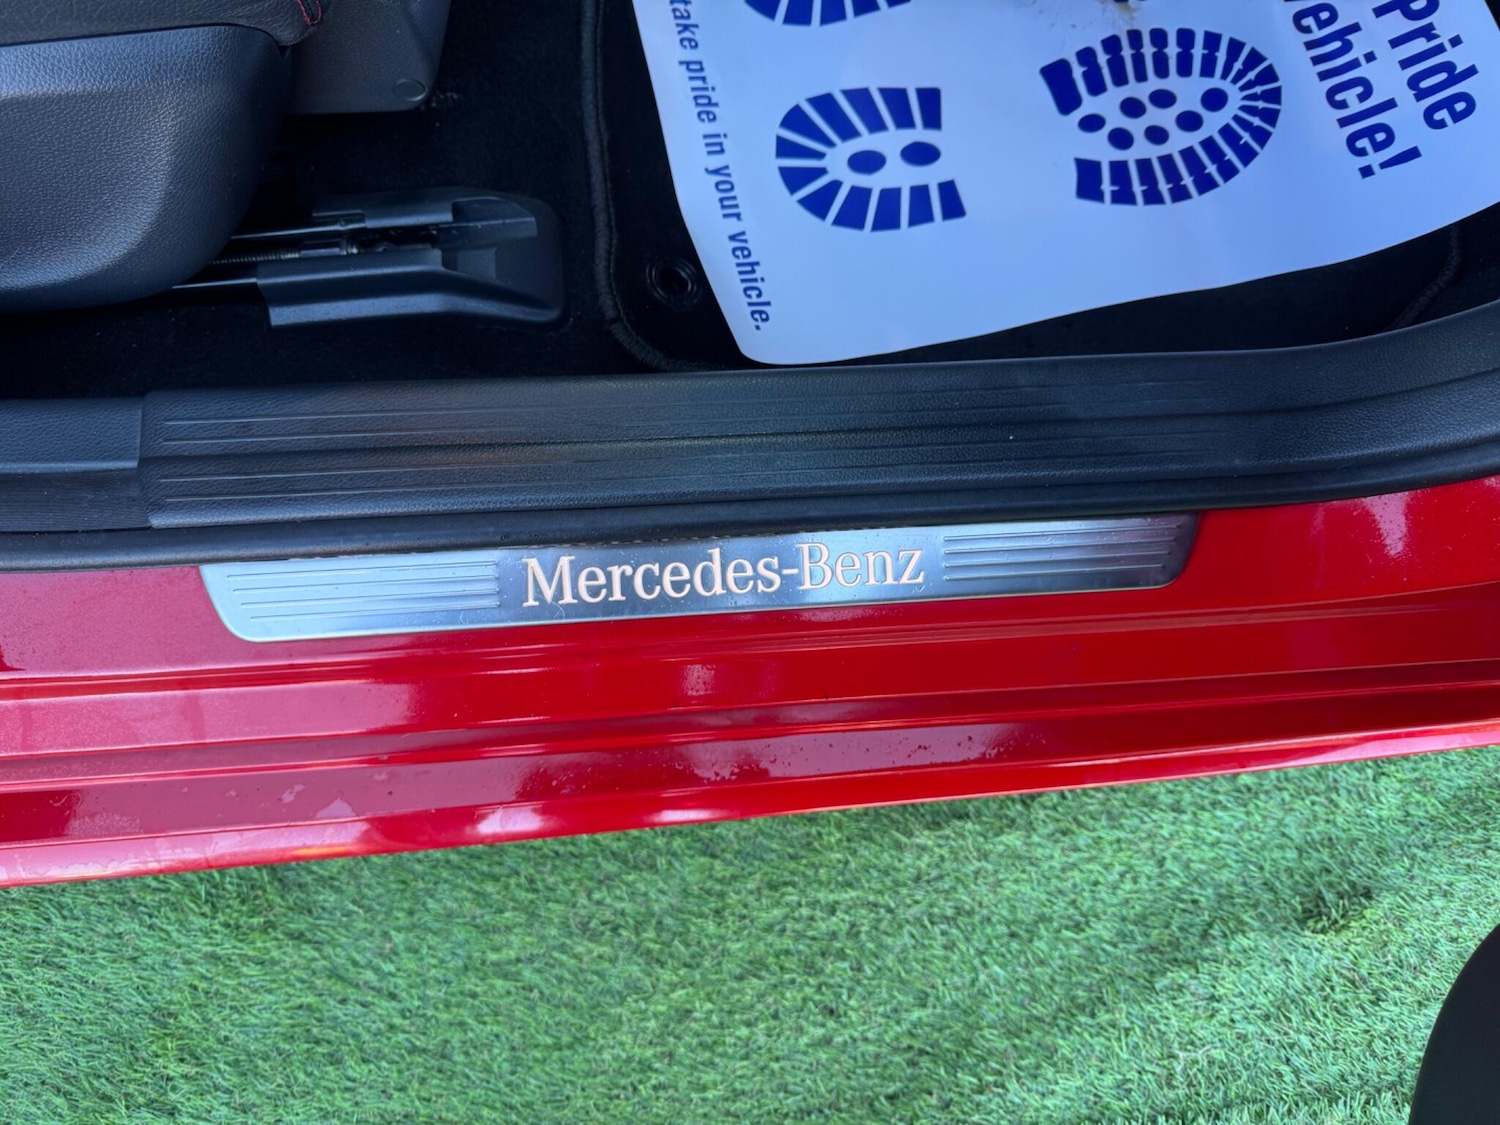 Pride
vehicle!
take pride in your vehicle.
Mercedes-Benz